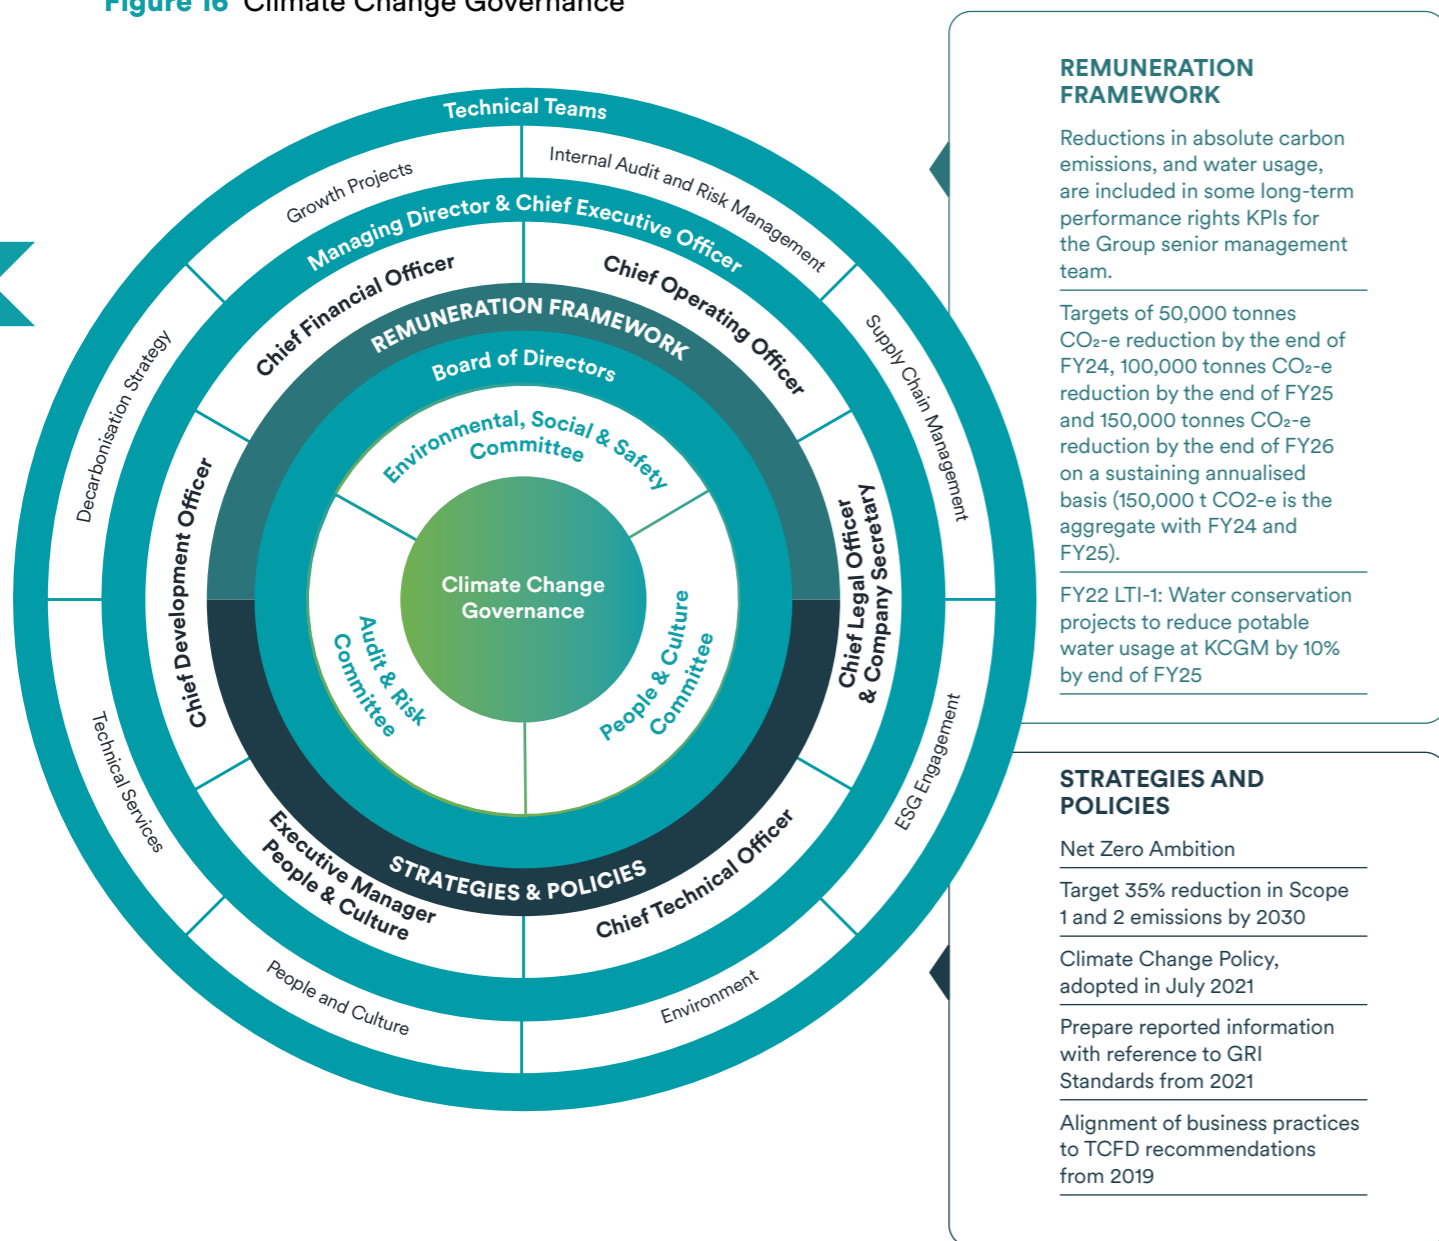 Figure 16 Climate Change Governance
Technical Teams
Growth Projects
Internal Audit and Risk Management
Supply Chain Management
ESG Engagement
Environment
People and Culture
Technical Services
Decarbonisation Strategy
Managing Director & Chief Executive Officer
Chief Financial Officer
Chief Operating Officer
Chief Legal Officer
& Company Secretary
Chief Technical Officer
Executive Manager
People & Culture
Chief Development Officer
REMUNERATION FRAMEWORK
STRATEGIES & POLICIES
Board of Directors
Environmental, Social & Safety
Committee
People & Culture
Committee
Audit & Risk
Committee
Climate Change
Governance
REMUNERATION
FRAMEWORK
Reductions in absolute carbon
emissions, and water usage,
are included in some long-term
performance rights KPIs for
the Group senior management
team.
Targets of 50,000 tonnes
CO₂-e reduction by the end of
FY24, 100,000 tonnes CO₂-e
reduction by the end of FY25
and 150,000 tonnes CO₂-e
reduction by the end of FY26
on a sustaining annualised
basis (150,000 t CO2-e is the
aggregate with FY24 and
FY25).
FY22 LTI-1: Water conservation
projects to reduce potable
water usage at KCGM by 10%
by end of FY25
STRATEGIES AND
POLICIES
Net Zero Ambition
Target 35% reduction in Scope
1 and 2 emissions by 2030
Climate Change Policy,
adopted in July 2021
Prepare reported information
with reference to GRI
Standards from 2021
Alignment of business practices
to TCFD recommendations
from 2019